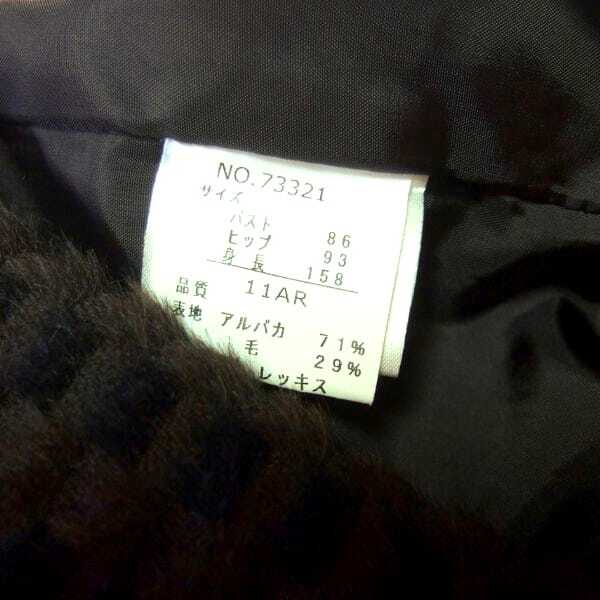 NO.73321
サイズ
バスト 86
ヒップ 93
身長 158
11AR
品質
表地 アルパカ 71%
毛 29%
レッキス